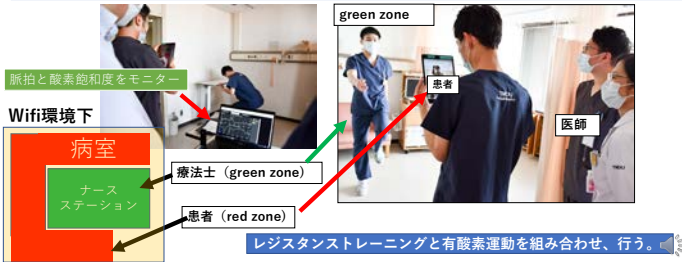 green zone
脈拍と酸素飽和度をモニター
患者
Wifi環境下
医師
病室
療法士（green zone）
ナース
ステーション
患者（red zone）
レジスタンストレーニングと有酸素運動を組み合わせ、行う。